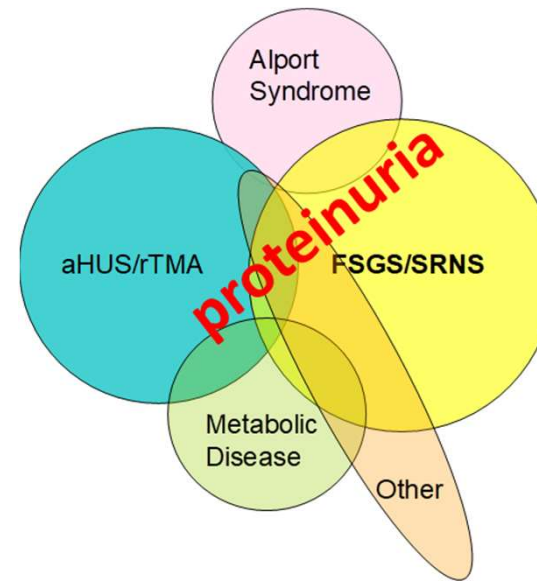 Alport
Syndrome
proteinuria
aHUS/rTMA
FSGS/SRNS
Metabolic
Disease
Other